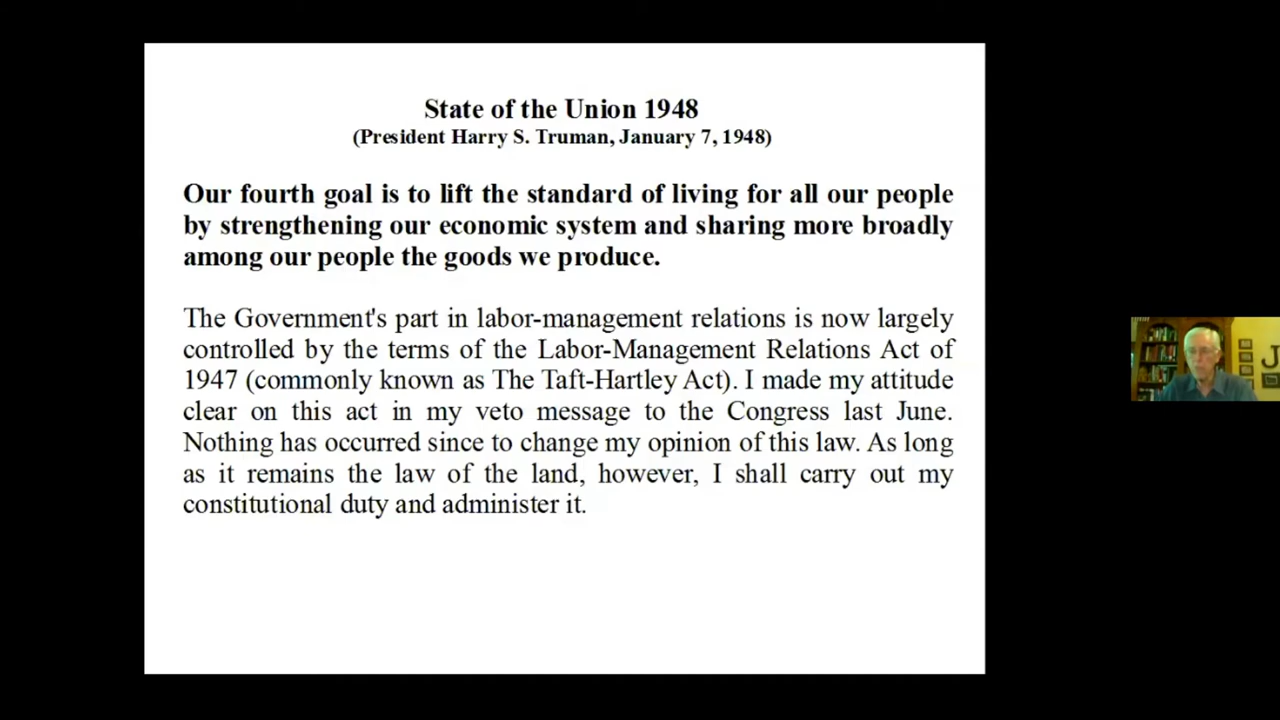 State of the Union 1948
(President Harry S. Truman, January 7, 1948)
Our fourth goal is to lift the standard of living for all our people
by strengthening our economic system and sharing more broadly
among our people the goods we produce.
The Government's part in labor-management relations is now largely
controlled by the terms of the Labor-Management Relations Act of
1947 (commonly known as The Taft-Hartley Act). I made my attitude
clear on this act in my veto message to the Congress last June.
Nothing has occurred since to change my opinion of this law. As long
as it remains the law of the land, however, I shall carry out my
constitutional duty and administer it.
J